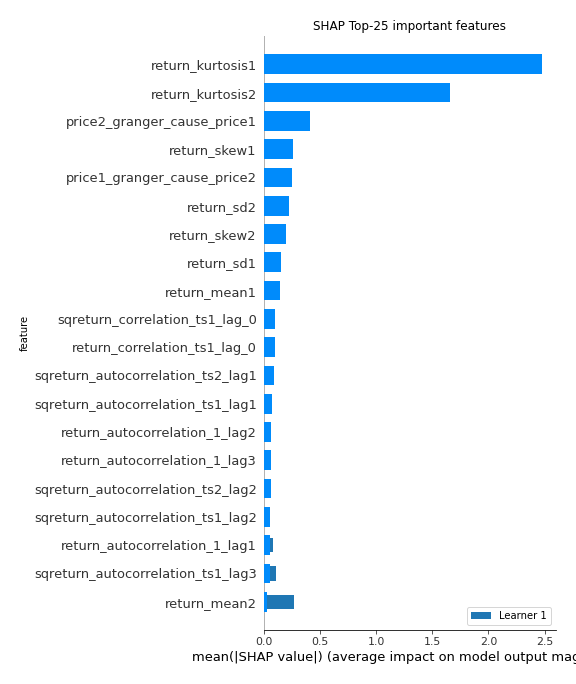 SHAP Top-25 important features
return_kurtosis1
return_kurtosis2
price2_granger_cause_price1
return_skew1
price1_granger_cause_price2
return_sd2
return_skew2
return_sd1
return_mean1
sqreturn_correlation_ts1_lag_0
return_correlation_ts1_lag_0
sqreturn_autocorrelation_ts2_lag1
sqreturn_autocorrelation_ts1_lag1
return_autocorrelation_1_lag2
return_autocorrelation_1_lag3
sqreturn_autocorrelation_ts2_lag2
sqreturn_autocorrelation_ts1_lag2
return_autocorrelation_1_lag1
sqreturn_autocorrelation_ts1_lag3
return_mean2
feature
Learner 1
0.0 0.5 1.0 1.5 2.0 2.5
mean(|SHAP value|) (average impact on model output mag